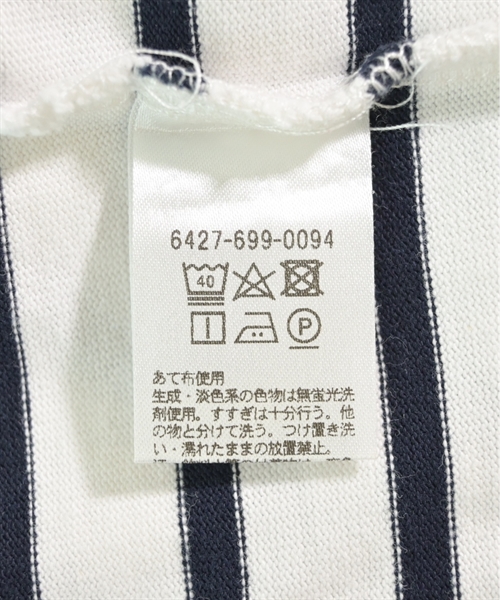 6427-699-0094
40
P
あて布使用
生成・淡色系の色物は無蛍光洗
剤使用。すすぎは十分行う。他
の物と分けて洗う。つけ置き洗
い・濡れたままの放置禁止。